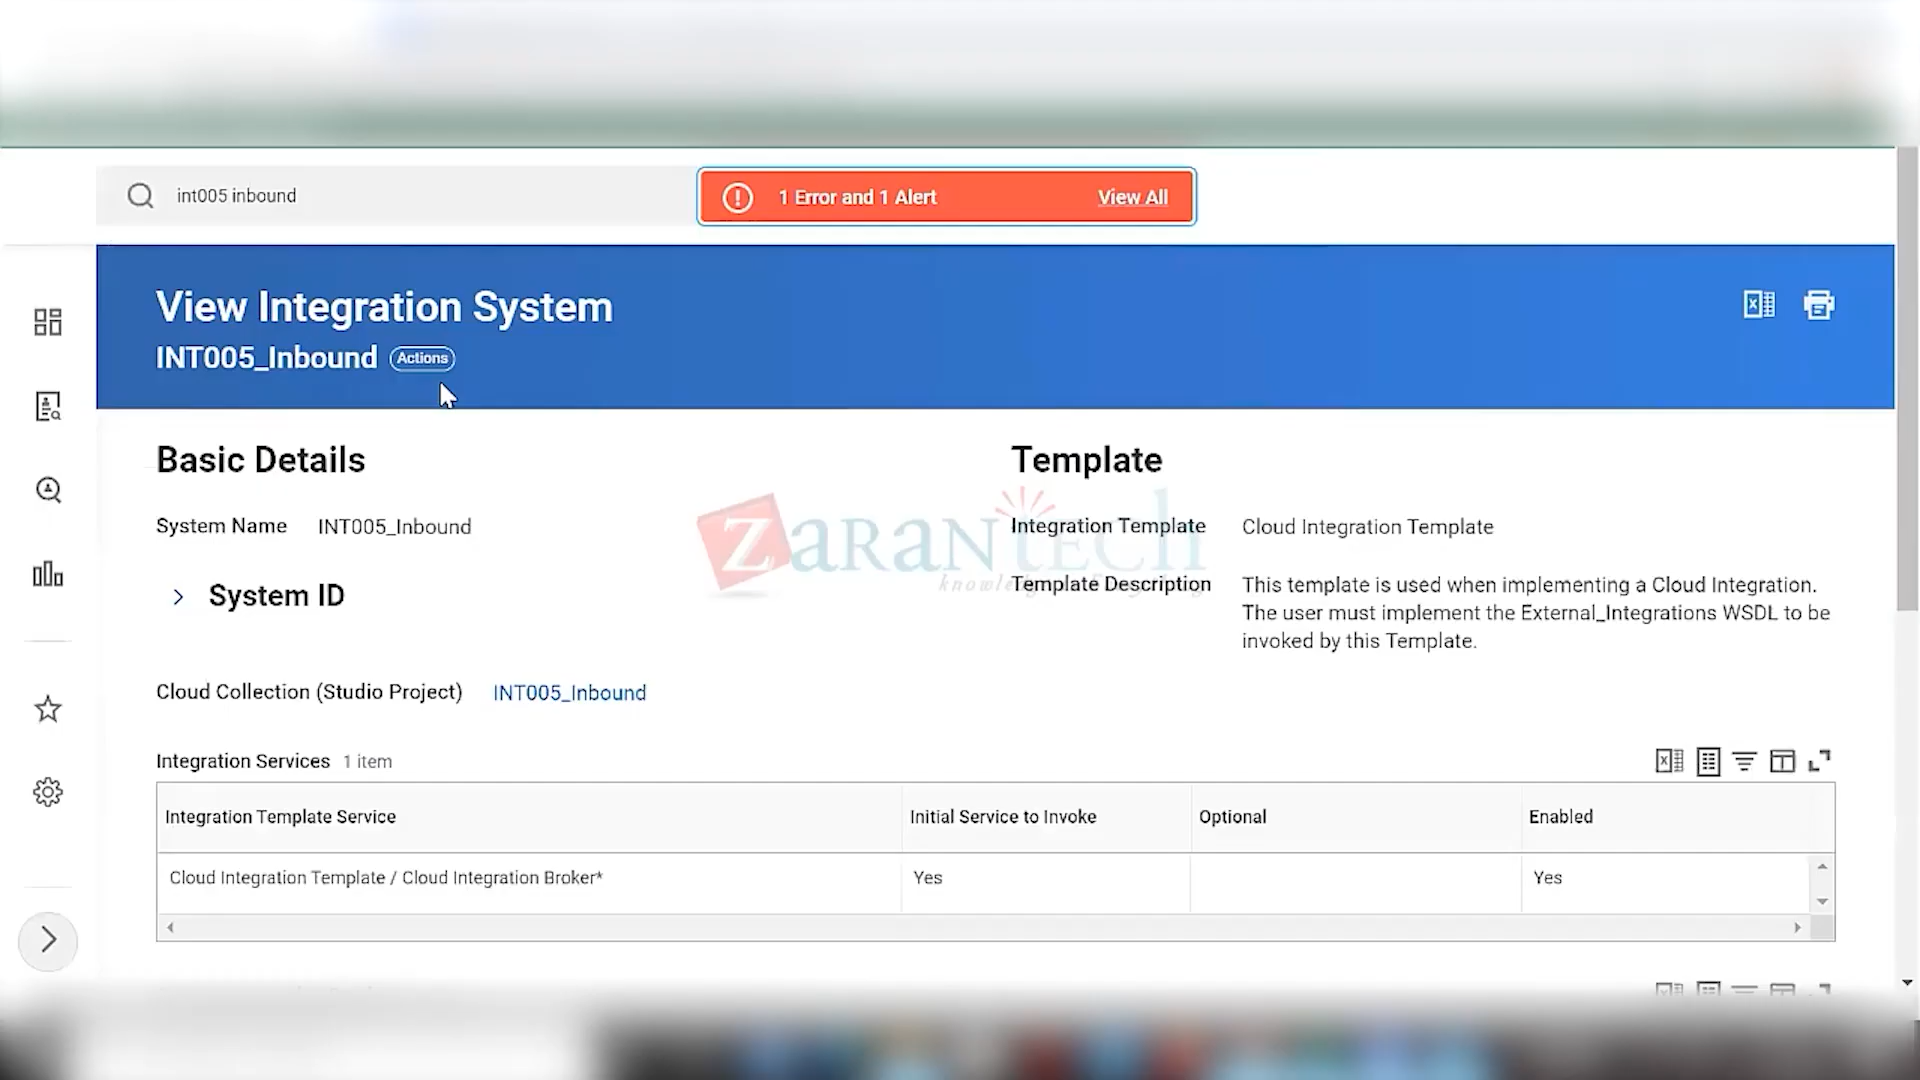 int005 inbound
1 Error and 1 Alert
View All
View Integration System
INT005_Inbound
Actions
Basic Details
Template
System Name
INT005_Inbound
Integration Template
Cloud Integration Template
ZaranTech
System ID
Template Description
This template is used when implementing a Cloud Integration.
The user must implement the External_Integrations WSDL to be
invoked by this Template.
Cloud Collection (Studio Project)
INT005_Inbound
Integration Services
1 item
Integration Template Service
Initial Service to Invoke
Optional
Enabled
Cloud Integration Template / Cloud Integration Broker*
Yes
Yes